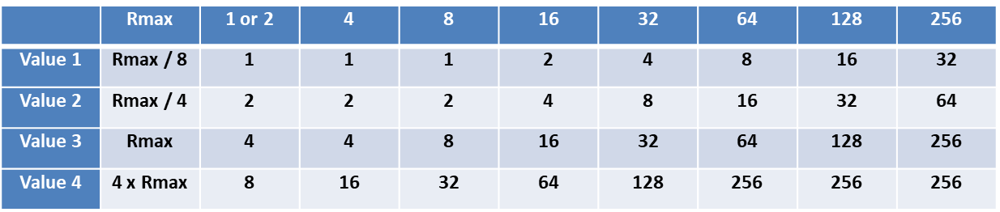 Rmax 1 or 2 4 8 16 32 64 128 256
Value 1 Rmax / 8 1 1 1 2 4 8 16 32
Value 2 Rmax / 4 2 2 2 4 8 16 32 64
Value 3 Rmax 4 4 8 16 32 64 128 256
Value 4 4 x Rmax 8 16 32 64 128 256 256 256